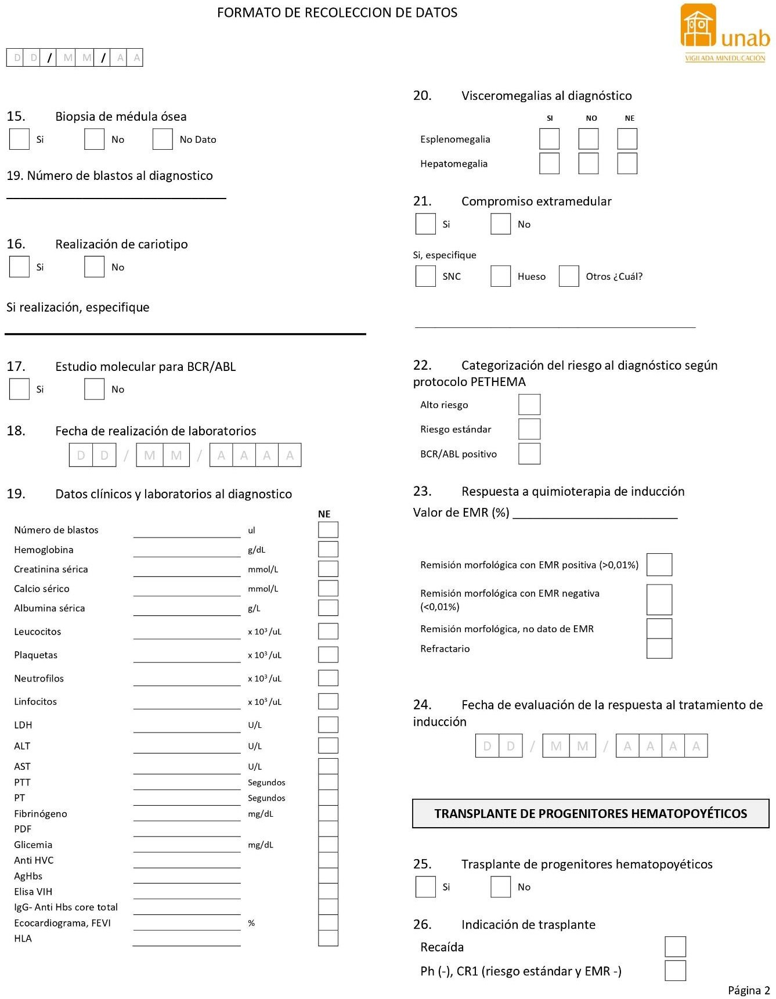 FORMATO DE RECOLECCION DE DATOS
unab
VIGILADA MINEDUCACIÓN
D D / M M / A A
15. Biopsia de médula ósea
Si No No Dato
19. Número de blastos al diagnostico
16. Realización de cariotipo
Si No
Si realización, especifique
17. Estudio molecular para BCR/ABL
Si No
18. Fecha de realización de laboratorios
D D / M M / A A A A
19. Datos clínicos y laboratorios al diagnostico
NE
Número de blastos ul
Hemoglobina g/dL
Creatinina sérica mmol/L
Calcio sérico mmol/L
Albumina sérica g/L
Leucocitos x 10³/uL
Plaquetas x 10³/uL
Neutrofilos x 10³/uL
Linfocitos x 10³/uL
LDH U/L
ALT U/L
AST U/L
PTT Segundos
PT Segundos
Fibrinógeno mg/dL
PDF
Glicemia mg/dL
Anti HVC
AgHbs
Elisa VIH
IgG- Anti Hbs core total
Ecocardiograma, FEVI %
HLA
20. Visceromegalias al diagnóstico
SI NO NE
Esplenomegalia
Hepatomegalia
21. Compromiso extramedular
Si No
Si, especifique
SNC Hueso Otros ¿Cuál?
22. Categorización del riesgo al diagnóstico según
protocolo PETHEMA
Alto riesgo
Riesgo estándar
BCR/ABL positivo
23. Respuesta a quimioterapia de inducción
Valor de EMR (%)
Remisión morfológica con EMR positiva (>0,01%)
Remisión morfológica con EMR negativa
(<0,01%)
Remisión morfológica, no dato de EMR
Refractario
24. Fecha de evaluación de la respuesta al tratamiento de
inducción
D D / M M / A A A A
TRANSPLANTE DE PROGENITORES HEMATOPOYÉTICOS
25. Trasplante de progenitores hematopoyéticos
Si No
26. Indicación de trasplante
Recaída
Ph (-), CR1 (riesgo estándar y EMR -)
Página 2